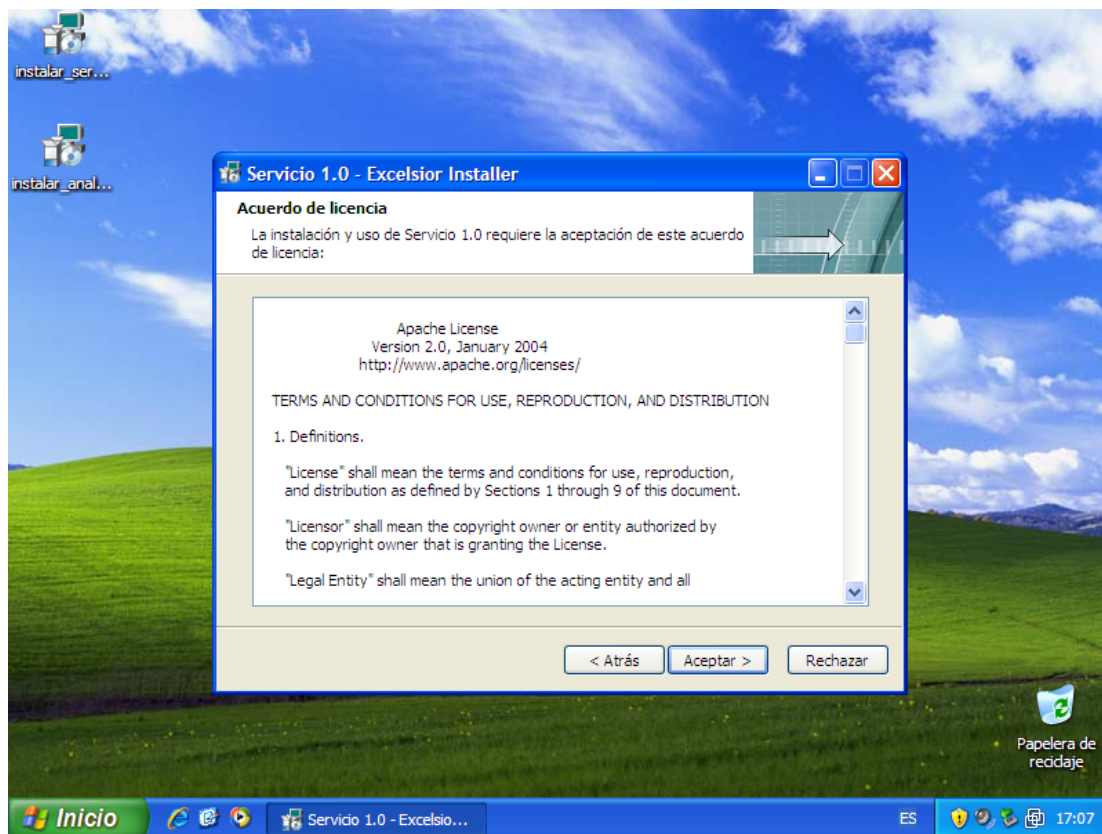 instalar_ser...
instalar_anal...
Servicio 1.0 - Excelsior Installer
Acuerdo de licencia
La instalación y uso de Servicio 1.0 requiere la aceptación de este acuerdo
de licencia:
Apache License
Version 2.0, January 2004
http://www.apache.org/licenses/
TERMS AND CONDITIONS FOR USE, REPRODUCTION, AND DISTRIBUTION
1. Definitions.
"License" shall mean the terms and conditions for use, reproduction,
and distribution as defined by Sections 1 through 9 of this document.
"Licensor" shall mean the copyright owner or entity authorized by
the copyright owner that is granting the License.
"Legal Entity" shall mean the union of the acting entity and all
< Atrás
Aceptar >
Rechazar
Papelera de
reciclaje
Inicio
Servicio 1.0 - Excelsio...
ES
17:07